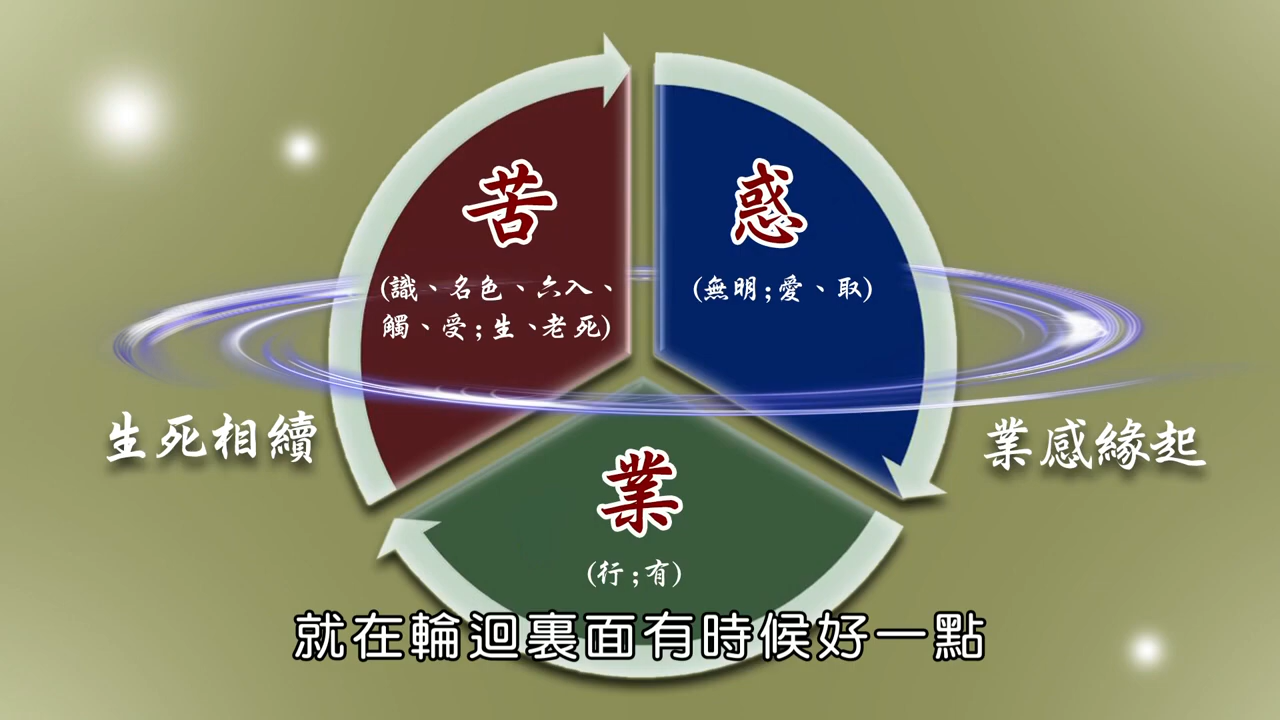 苦
(識、名色、六入、
觸、受;生、老死)
惑
(無明;愛、取)
生死相續
業感緣起
業
(行;有)
就在輪迴裏面有時候好一點